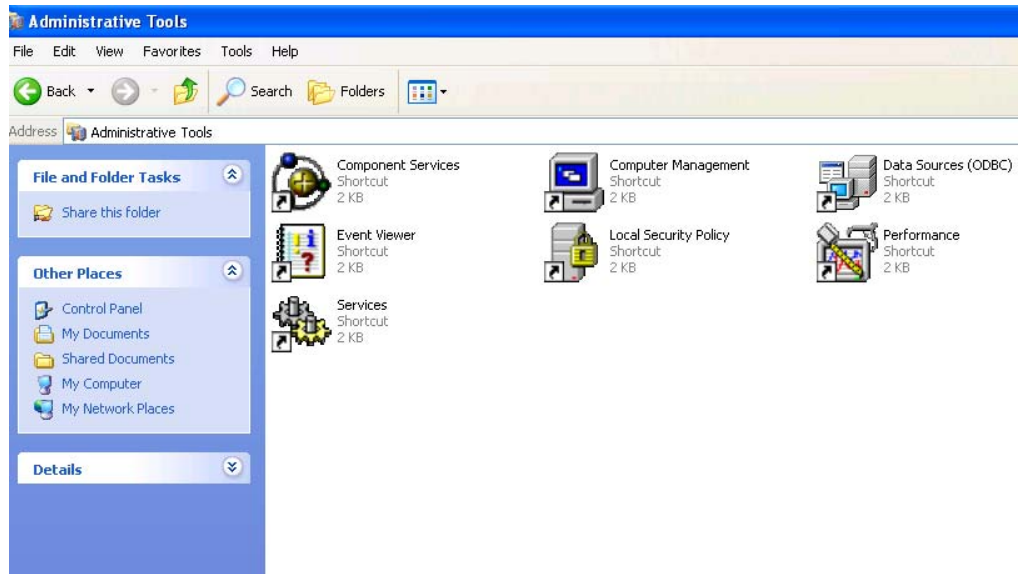 Administrative Tools
File Edit View Favorites Tools Help
Back Search Folders
Address Administrative Tools
File and Folder Tasks
Share this folder
Other Places
Control Panel
My Documents
Shared Documents
My Computer
My Network Places
Details
Component Services
Shortcut
2 KB
Computer Management
Shortcut
2 KB
Data Sources (ODBC)
Shortcut
2 KB
Event Viewer
Shortcut
2 KB
Local Security Policy
Shortcut
2 KB
Performance
Shortcut
2 KB
Services
Shortcut
2 KB